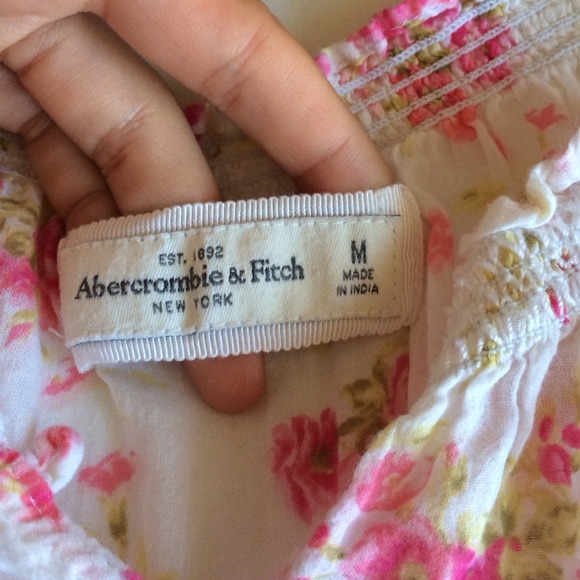 EST. 1892
Abercrombie & Fitch
NEW YORK
M
MADE
IN INDIA